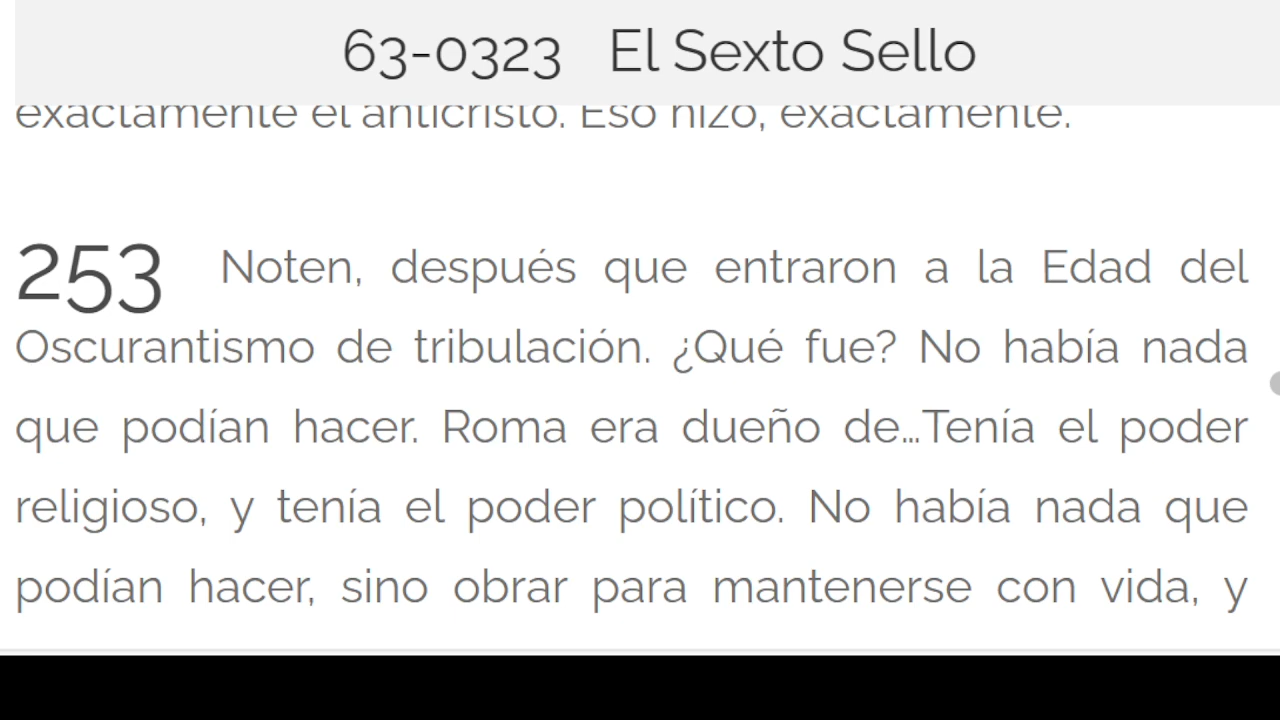 63-0323 El Sexto Sello
exactamente el anticristo. Eso hizo, exactamente.
253 Noten, después que entraron a la Edad del
Oscurantismo de tribulación. ¿Qué fue? No había nada
que podían hacer. Roma era dueño de...Tenía el poder
religioso, y tenía el poder político. No había nada que
podían hacer, sino obrar para mantenerse con vida, y